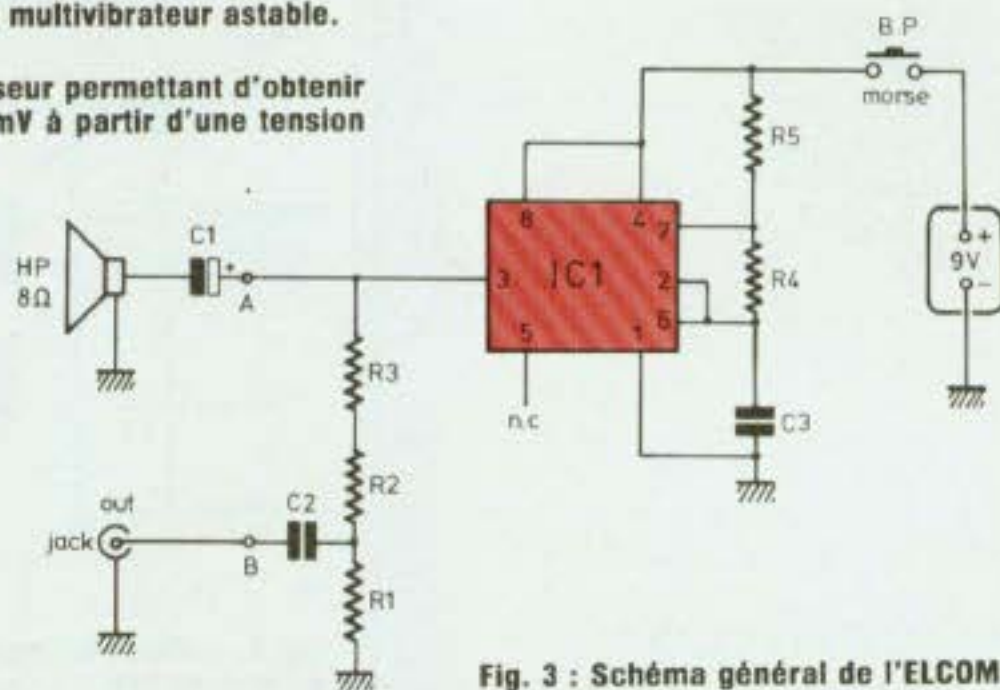 multivibrateur astable.
seur permettant d'obtenir
mV à partir d'une tension
B.P
morse
R5
8
4
7
HP
8Ω
C1
+
A
3
IC1
2
R4
+
9V
-
6
5
1
R3
n.c
C3
R2
out
C2
jack
B
R1
Fig. 3 : Schéma général de l'ELCOM